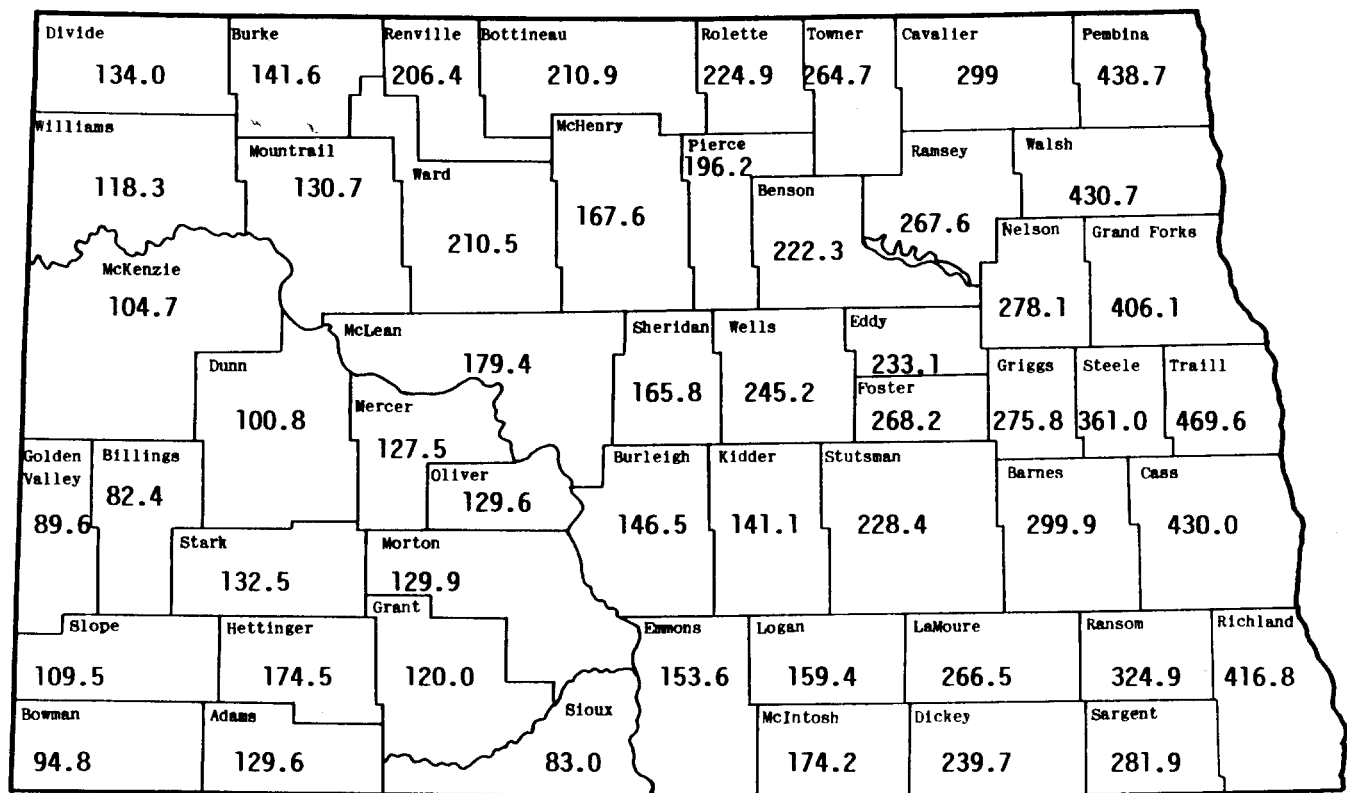 Divide
134.0
Burke
141.6
Renville
206.4
Bottineau
210.9
Rolette
224.9
Towner
264.7
Cavalier
299
Pembina
438.7
Williams
118.3
Mountrail
130.7
Ward
210.5
McHenry
167.6
Pierce
196.2
Benson
222.3
Ramsey
267.6
Walsh
430.7
Nelson
278.1
Grand Forks
406.1
McKenzie
104.7
Dunn
100.8
McLean
179.4
Mercer
127.5
Oliver
129.6
Sheridan
165.8
Wells
245.2
Eddy
233.1
Foster
268.2
Griggs
275.8
Steele
361.0
Traill
469.6
Golden
Valley
89.6
Billings
82.4
Stark
132.5
Morton
129.9
Burleigh
146.5
Kidder
141.1
Stutsman
228.4
Barnes
299.9
Cass
430.0
Slope
109.5
Hettinger
174.5
Grant
120.0
Emmons
153.6
Logan
159.4
LaMoure
266.5
Ransom
324.9
Richland
416.8
Bowman
94.8
Adams
129.6
Sioux
83.0
McIntosh
174.2
Dickey
239.7
Sargent
281.9